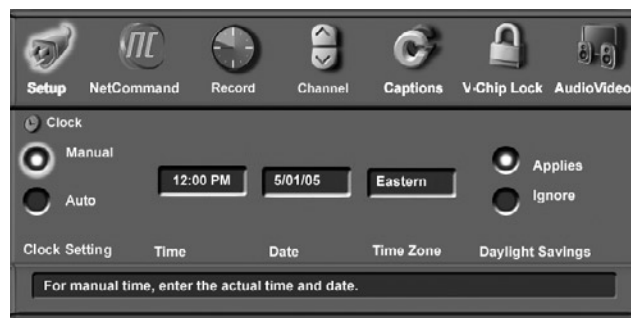 Setup NetCommand Record Channel Captions V-Chip Lock AudioVideo
Clock
Manual
Auto
12:00 PM 5/01/05 Eastern
Applies
Ignore
Clock Setting Time Date Time Zone Daylight Savings
For manual time, enter the actual time and date.